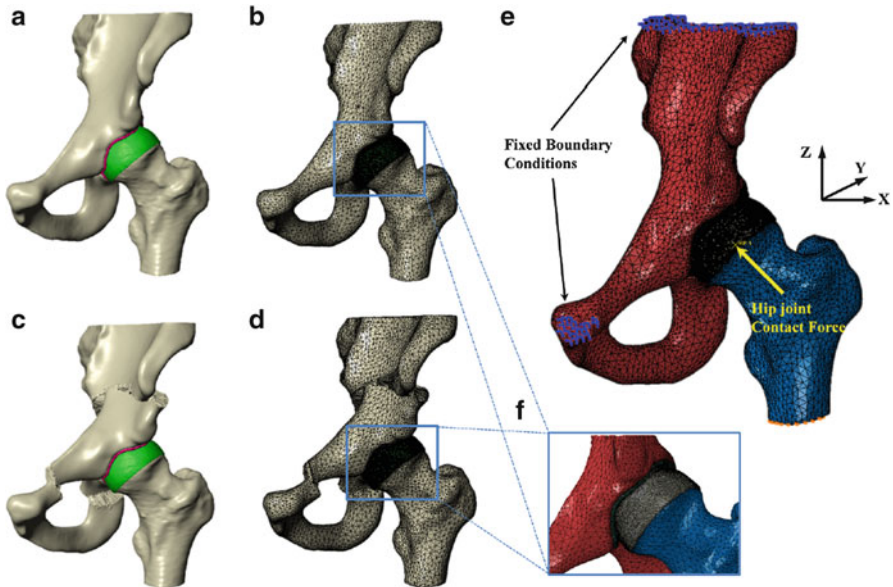 a
b
e
Fixed Boundary
Conditions
Z
Y
X
Hip joint
Contact Force
c
d
f